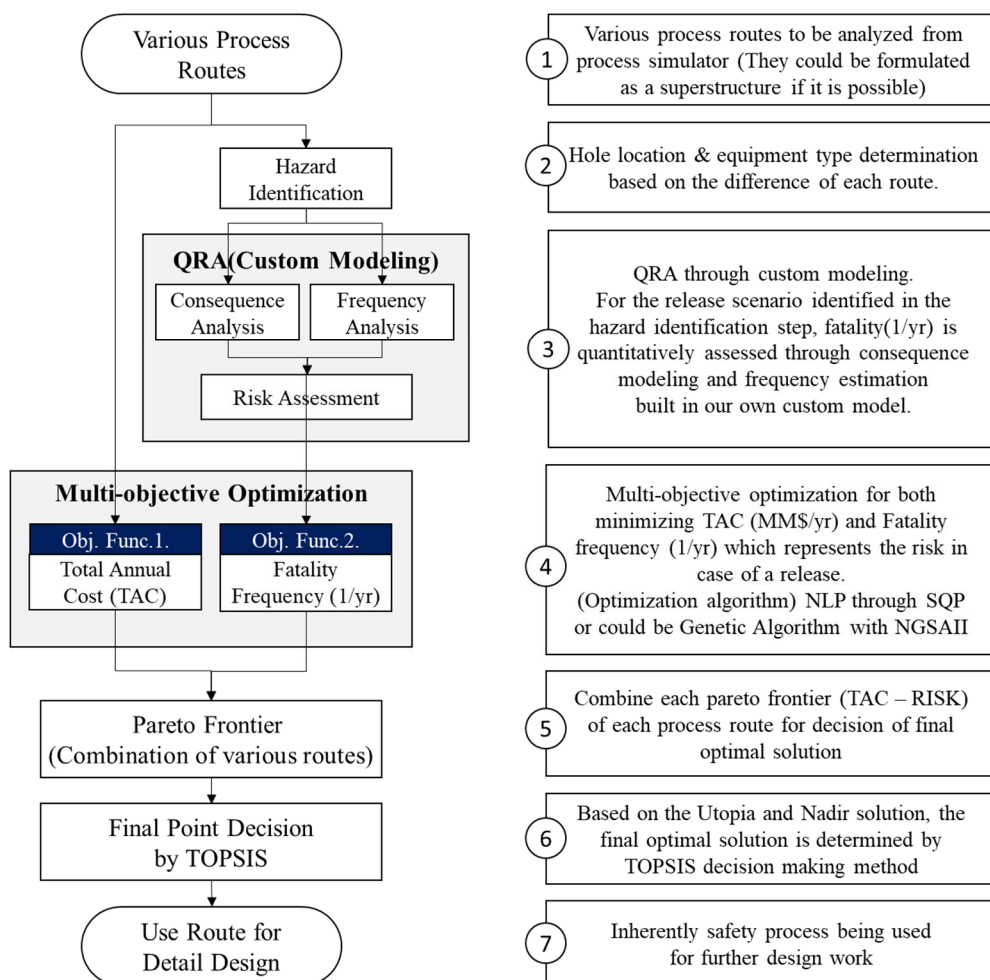 Various Process
Routes
Hazard
Identification
QRA(Custom Modeling)
Consequence
Analysis
Frequency
Analysis
Risk Assessment
Multi-objective Optimization
Obj. Func.1.
Total Annual
Cost (TAC)
Obj. Func.2.
Fatality
Frequency (1/yr)
Pareto Frontier
(Combination of various routes)
Final Point Decision
by TOPSIS
Use Route for
Detail Design
1
Various process routes to be analyzed from
process simulator (They could be formulated
as a superstructure if it is possible)
2
Hole location & equipment type determination
based on the difference of each route.
3
QRA through custom modeling.
For the release scenario identified in the
hazard identification step, fatality(1/yr) is
quantitatively assessed through consequence
modeling and frequency estimation
built in our own custom model.
4
Multi-objective optimization for both
minimizing TAC (MM$/yr) and Fatality
frequency (1/yr) which represents the risk in
case of a release.
(Optimization algorithm) NLP through SQP
or could be Genetic Algorithm with NGSAII
5
Combine each pareto frontier (TAC – RISK)
of each process route for decision of final
optimal solution
6
Based on the Utopia and Nadir solution, the
final optimal solution is determined by
TOPSIS decision making method
7
Inherently safety process being used
for further design work